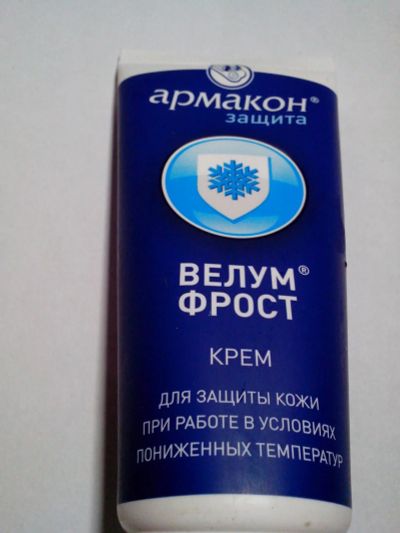 армакон®
защита
ВЕЛУМ®
ФРОСТ
КРЕМ
ДЛЯ ЗАЩИТЫ КОЖИ
ПРИ РАБОТЕ В УСЛОВИЯХ
ПОНИЖЕННЫХ ТЕМПЕРАТУР